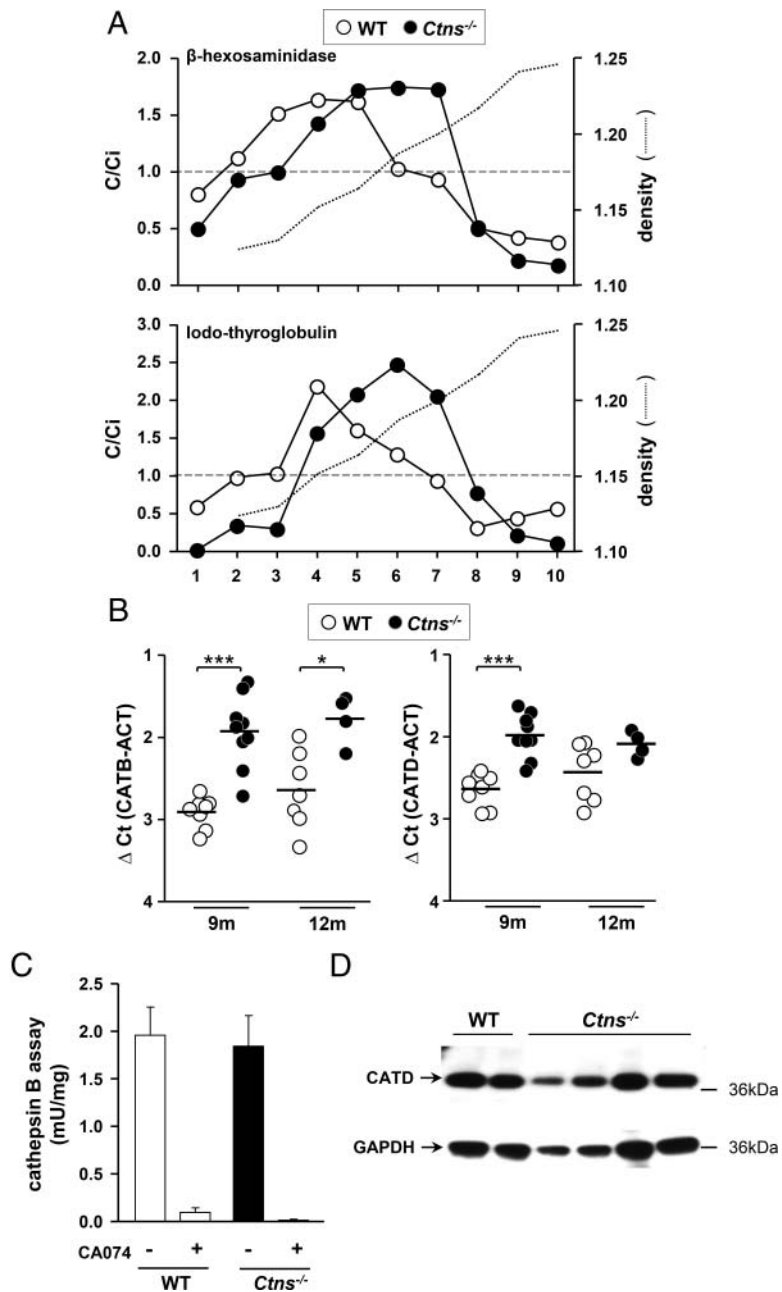 A
WT Ctns-/-
β-hexosaminidase
2.0
1.5
1.0
0.5
0.0
C/Ci
1.25
1.20
1.15
1.10
density (........)
Iodo-thyroglobulin
3.0
2.5
2.0
1.5
1.0
0.5
0.0
C/Ci
1.25
1.20
1.15
1.10
density (........)
1 2 3 4 5 6 7 8 9 10
B
WT Ctns-/-
Δ Ct (CATB-ACT)
1
2
3
4
*** *
9m 12m
Δ Ct (CATD-ACT)
1
2
3
4
***
9m 12m
C
cathepsin B assay
(mU/mg)
2.5
2.0
1.5
1.0
0.5
0.0
CA074 - + - +
WT Ctns-/-
D
WT Ctns-/-
CATD 36kDa
GAPDH 36kDa